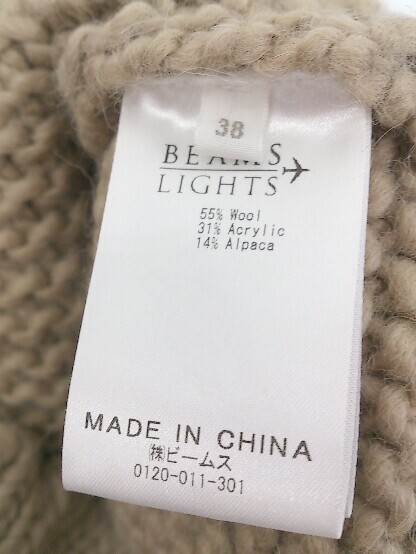 38
BEAMS
LIGHTS
55% Wool
31% Acrylic
14% Alpaca
MADE IN CHINA
㈱ビームス
0120-011-301